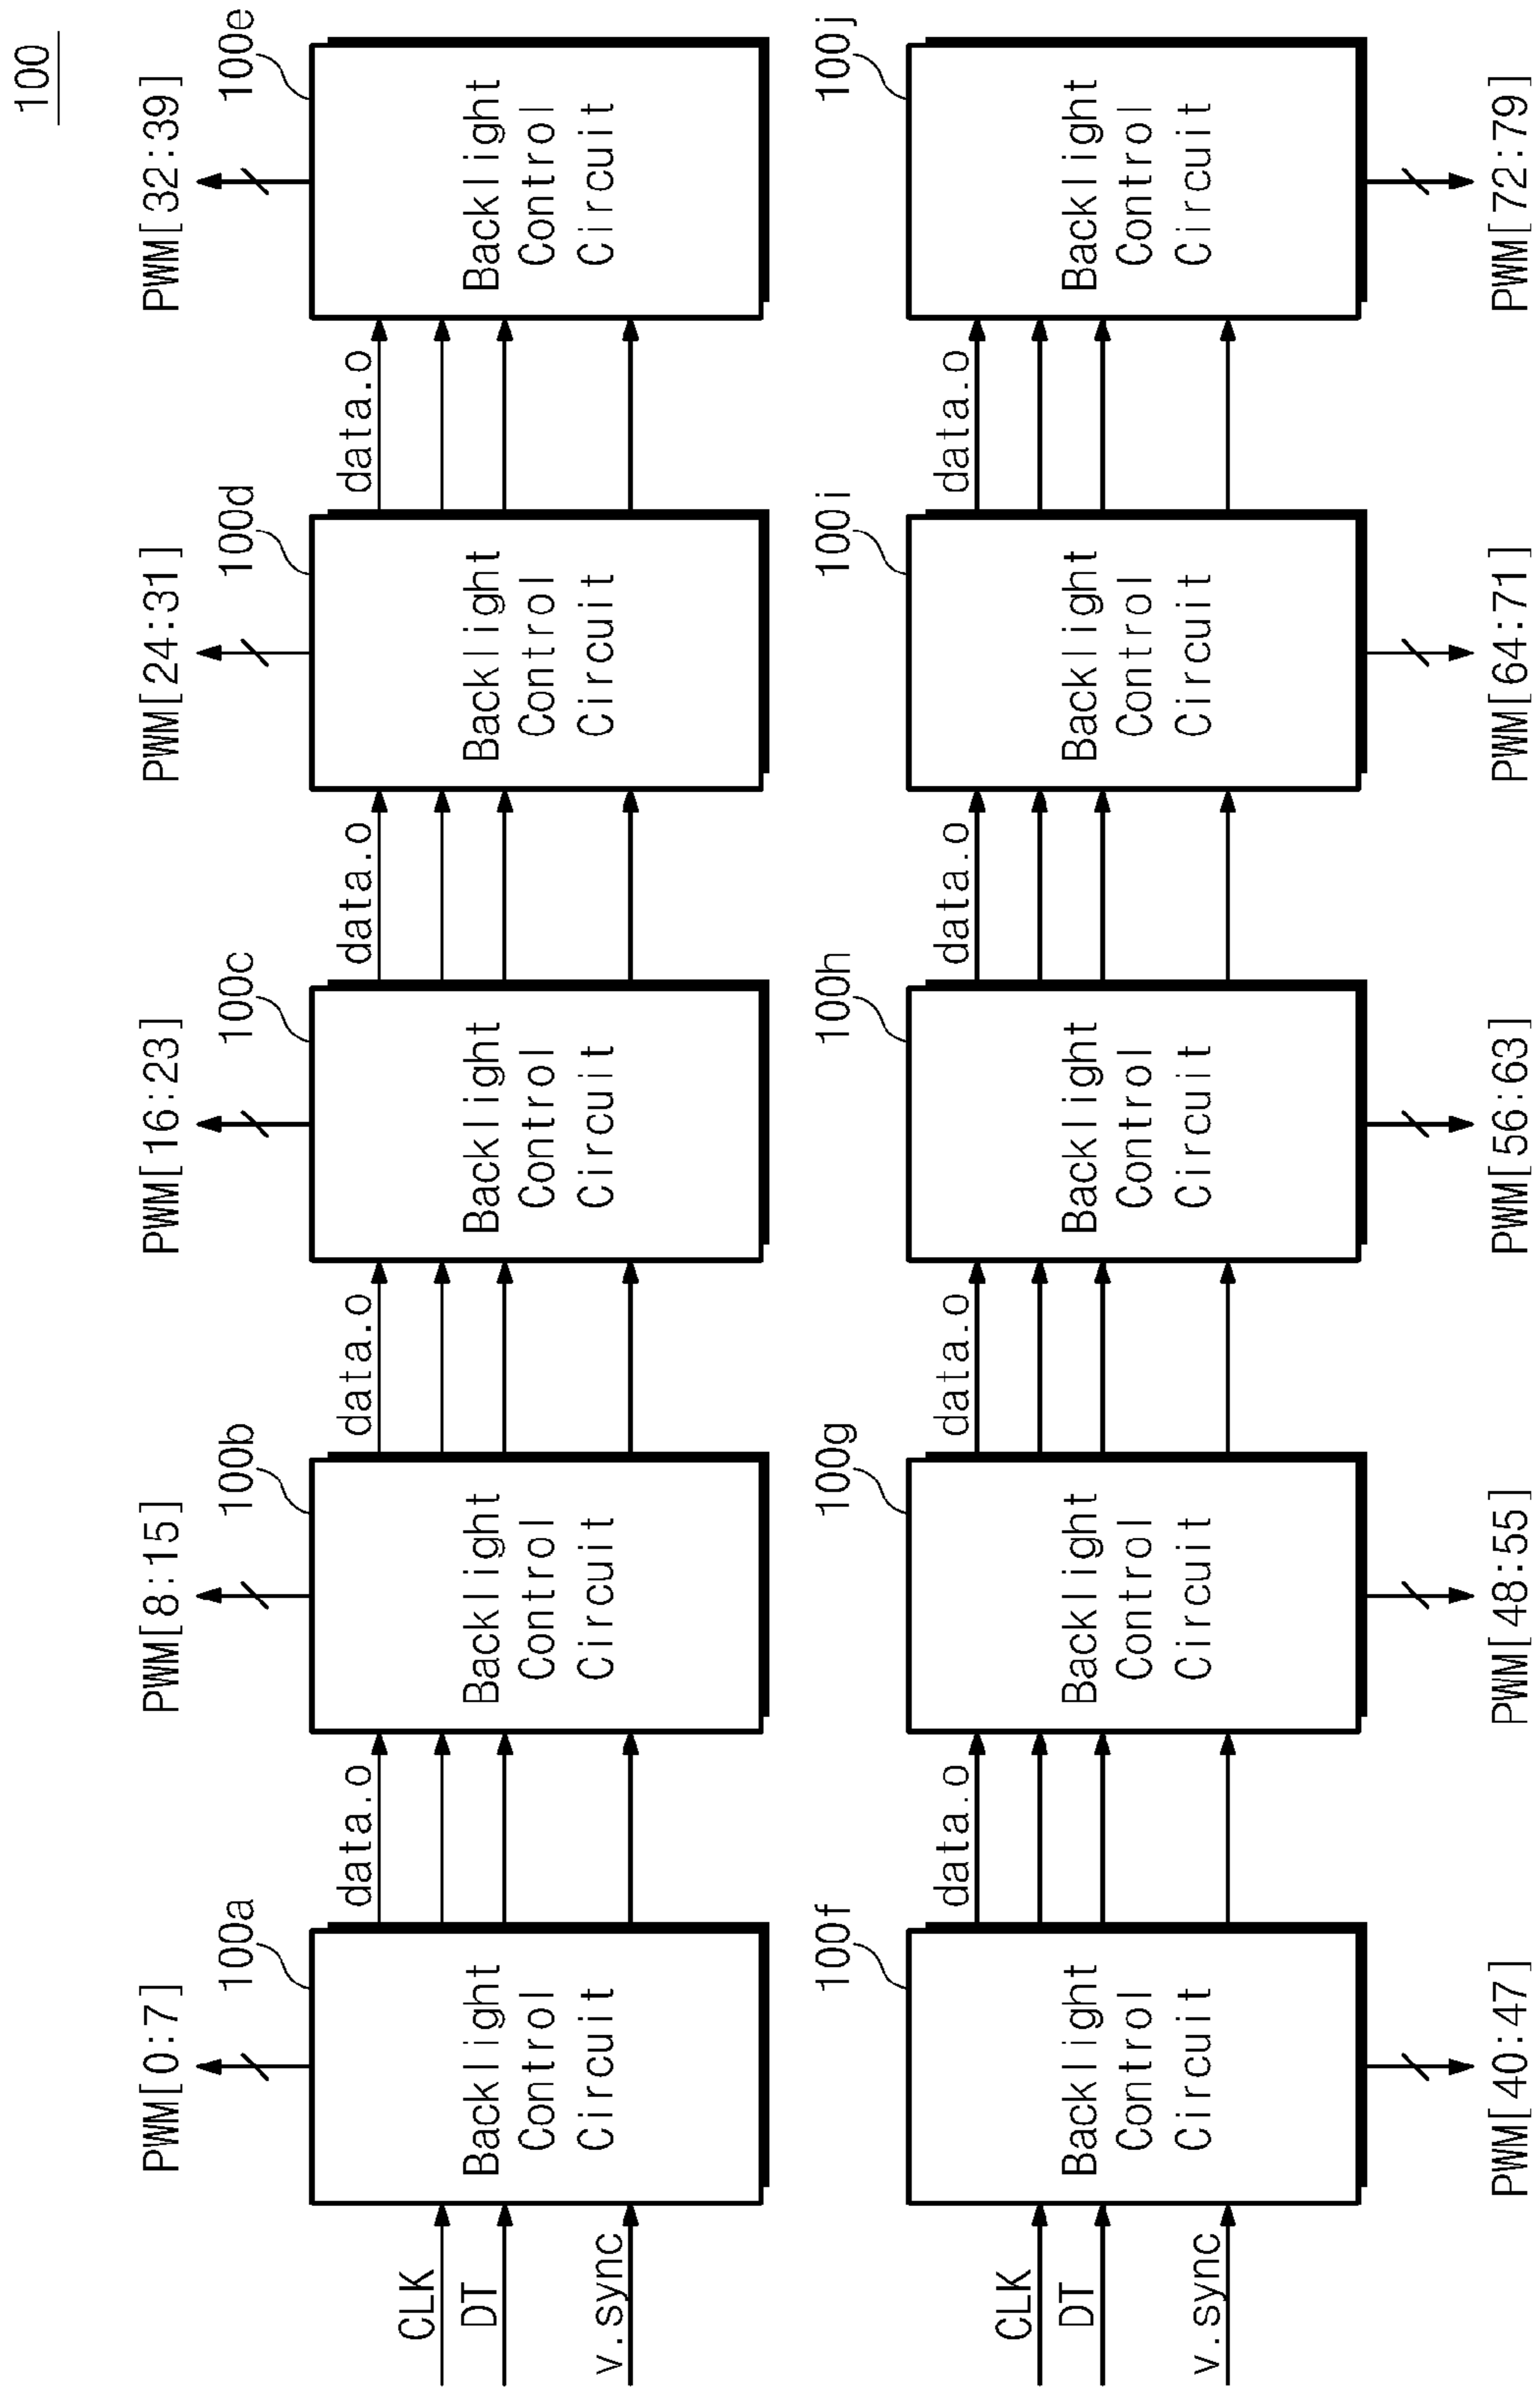 100
PWM[0:7]
PWM[8:15]
PWM[16:23]
PWM[24:31]
PWM[32:39]
100a
100b
100c
100d
100e
data.o
data.o
data.o
data.o
CLK
DT
v.sync
Backlight
Control
Circuit
Backlight
Control
Circuit
Backlight
Control
Circuit
Backlight
Control
Circuit
Backlight
Control
Circuit
100f
100g
100h
100i
100j
data.o
data.o
data.o
data.o
CLK
DT
v.sync
Backlight
Control
Circuit
Backlight
Control
Circuit
Backlight
Control
Circuit
Backlight
Control
Circuit
Backlight
Control
Circuit
PWM[40:47]
PWM[48:55]
PWM[56:63]
PWM[64:71]
PWM[72:79]